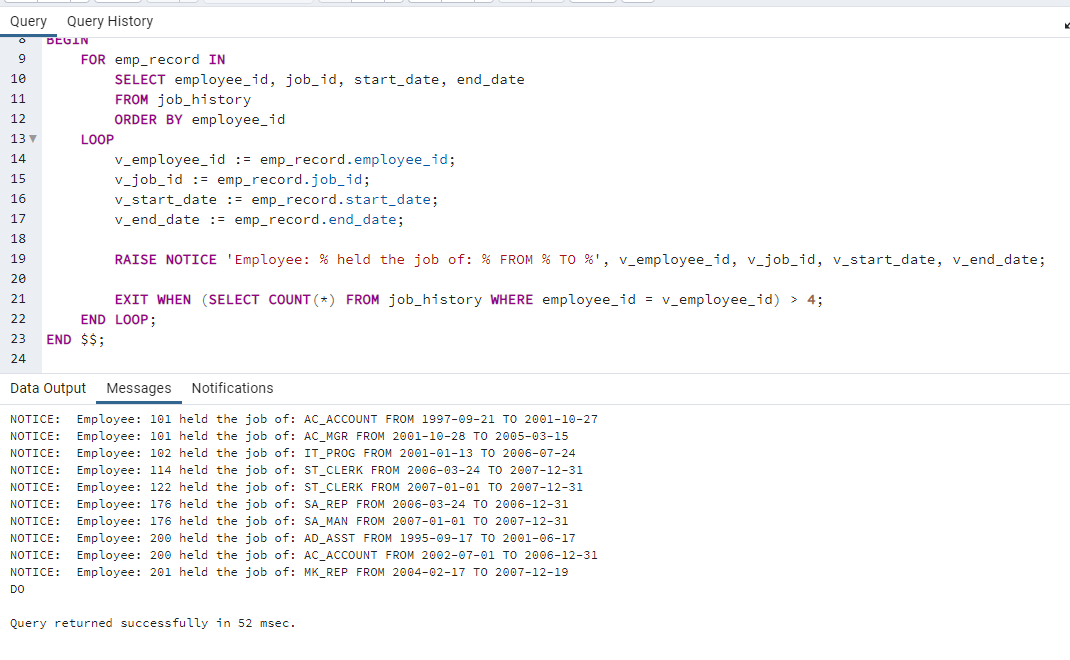 Query Query History
8 BEGIN
9 FOR emp_record IN
10 SELECT employee_id, job_id, start_date, end_date
11 FROM job_history
12 ORDER BY employee_id
13 LOOP
14 v_employee_id := emp_record.employee_id;
15 v_job_id := emp_record.job_id;
16 v_start_date := emp_record.start_date;
17 v_end_date := emp_record.end_date;
18
19 RAISE NOTICE 'Employee: % held the job of: % FROM % TO %', v_employee_id, v_job_id, v_start_date, v_end_date;
20
21 EXIT WHEN (SELECT COUNT(*) FROM job_history WHERE employee_id = v_employee_id) > 4;
22 END LOOP;
23 END $$;
24
Data Output Messages Notifications
NOTICE:  Employee: 101 held the job of: AC_ACCOUNT FROM 1997-09-21 TO 2001-10-27
NOTICE:  Employee: 101 held the job of: AC_MGR FROM 2001-10-28 TO 2005-03-15
NOTICE:  Employee: 102 held the job of: IT_PROG FROM 2001-01-13 TO 2006-07-24
NOTICE:  Employee: 114 held the job of: ST_CLERK FROM 2006-03-24 TO 2007-12-31
NOTICE:  Employee: 122 held the job of: ST_CLERK FROM 2007-01-01 TO 2007-12-31
NOTICE:  Employee: 176 held the job of: SA_REP FROM 2006-03-24 TO 2006-12-31
NOTICE:  Employee: 176 held the job of: SA_MAN FROM 2007-01-01 TO 2007-12-31
NOTICE:  Employee: 200 held the job of: AD_ASST FROM 1995-09-17 TO 2001-06-17
NOTICE:  Employee: 200 held the job of: AC_ACCOUNT FROM 2002-07-01 TO 2006-12-31
NOTICE:  Employee: 201 held the job of: MK_REP FROM 2004-02-17 TO 2007-12-19
DO
Query returned successfully in 52 msec.